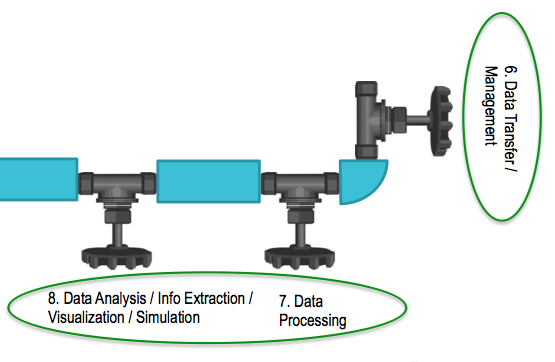 6. Data Transfer /
Management
8. Data Analysis / Info Extraction /
Visualization / Simulation
7. Data
Processing